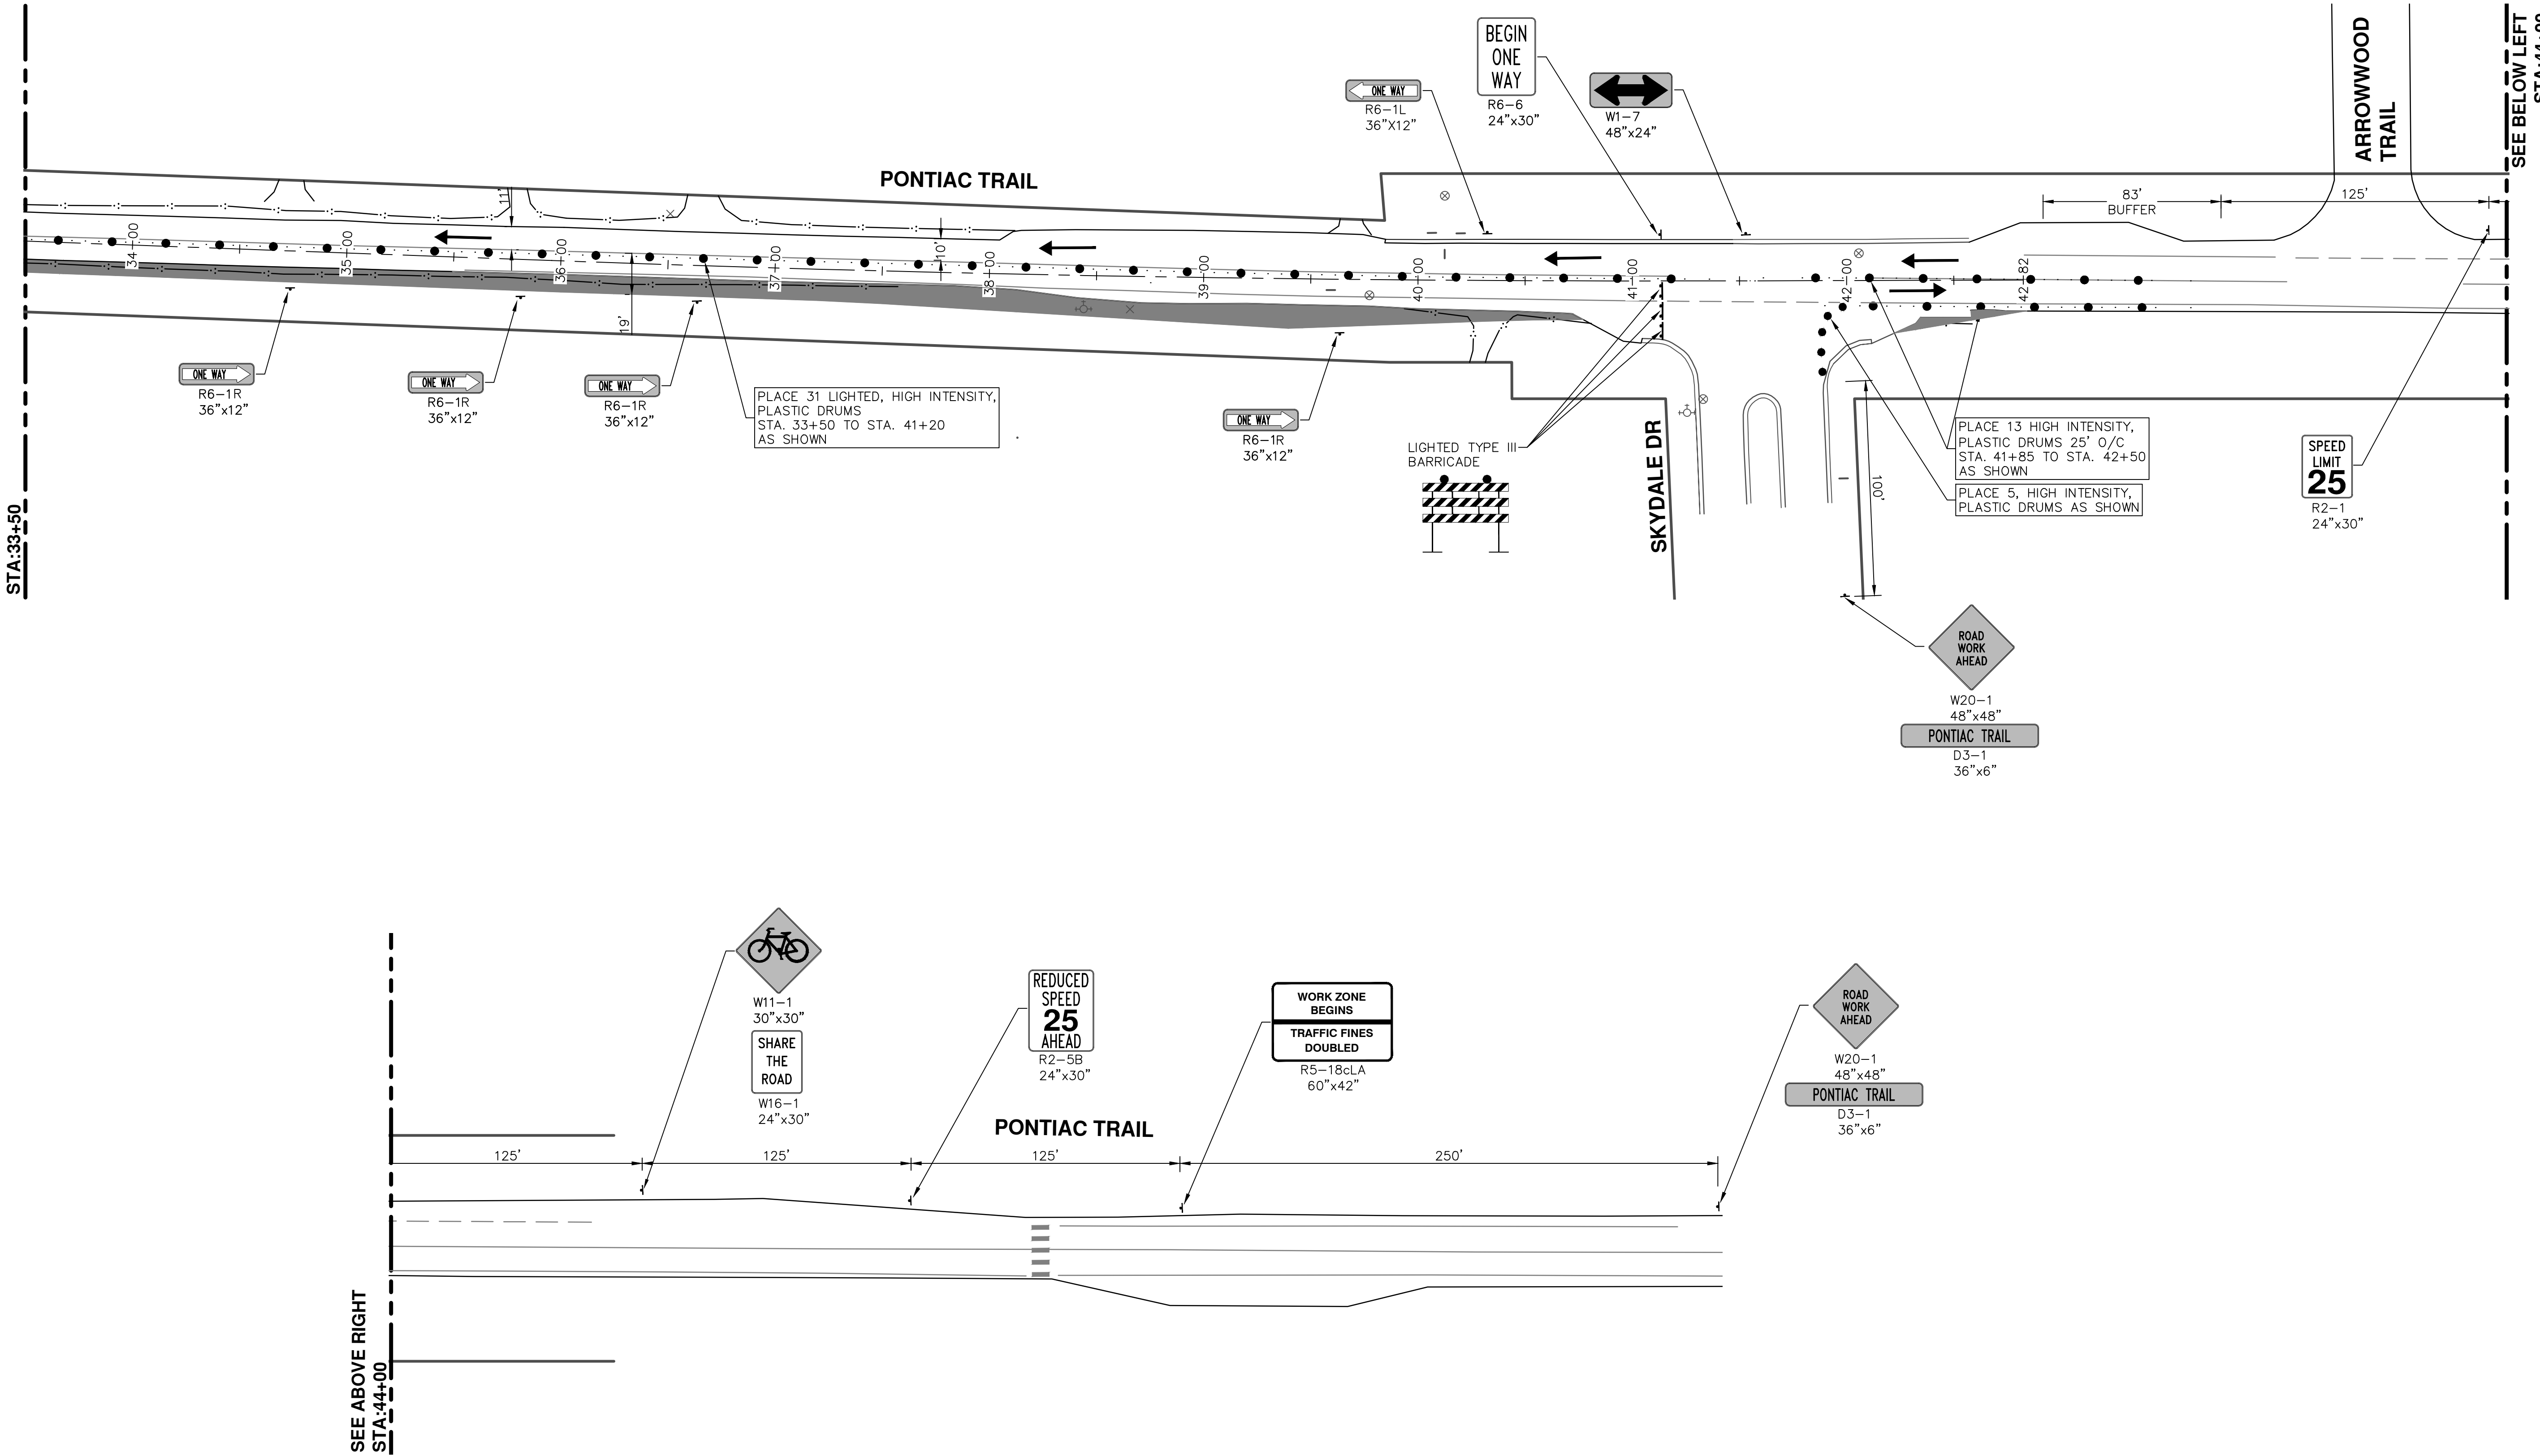 BEGIN
ONE
WAY
R6-6
24"x30"
ONE WAY
R6-1L
36"X12"
W1-7
48"x24"
ARROWWOOD
TRAIL
SEE BELOW LEFT
PONTIAC TRAIL
83'
BUFFER
125'
11'
10'
19'
34+00
35+00
36+00
37+00
38+00
39+00
40+00
41+00
42+00
42+82
STA:33+50
ONE WAY
R6-1R
36"x12"
ONE WAY
R6-1R
36"x12"
ONE WAY
R6-1R
36"x12"
PLACE 31 LIGHTED, HIGH INTENSITY,
PLASTIC DRUMS
STA. 33+50 TO STA. 41+20
AS SHOWN
ONE WAY
R6-1R
36"x12"
LIGHTED TYPE III
BARRICADE
SKYDALE DR
100'
PLACE 13 HIGH INTENSITY,
PLASTIC DRUMS 25' O/C
STA. 41+85 TO STA. 42+50
AS SHOWN
PLACE 5, HIGH INTENSITY,
PLASTIC DRUMS AS SHOWN
SPEED
LIMIT
25
R2-1
24"x30"
ROAD
WORK
AHEAD
W20-1
48"x48"
PONTIAC TRAIL
D3-1
36"x6"
W11-1
30"x30"
SHARE
THE
ROAD
W16-1
24"x30"
REDUCED
SPEED
25
AHEAD
R2-5B
24"x30"
WORK ZONE
BEGINS
TRAFFIC FINES
DOUBLED
R5-18cLA
60"x42"
ROAD
WORK
AHEAD
W20-1
48"x48"
PONTIAC TRAIL
D3-1
36"x6"
PONTIAC TRAIL
125'
125'
125'
250'
SEE ABOVE RIGHT
STA:44+00